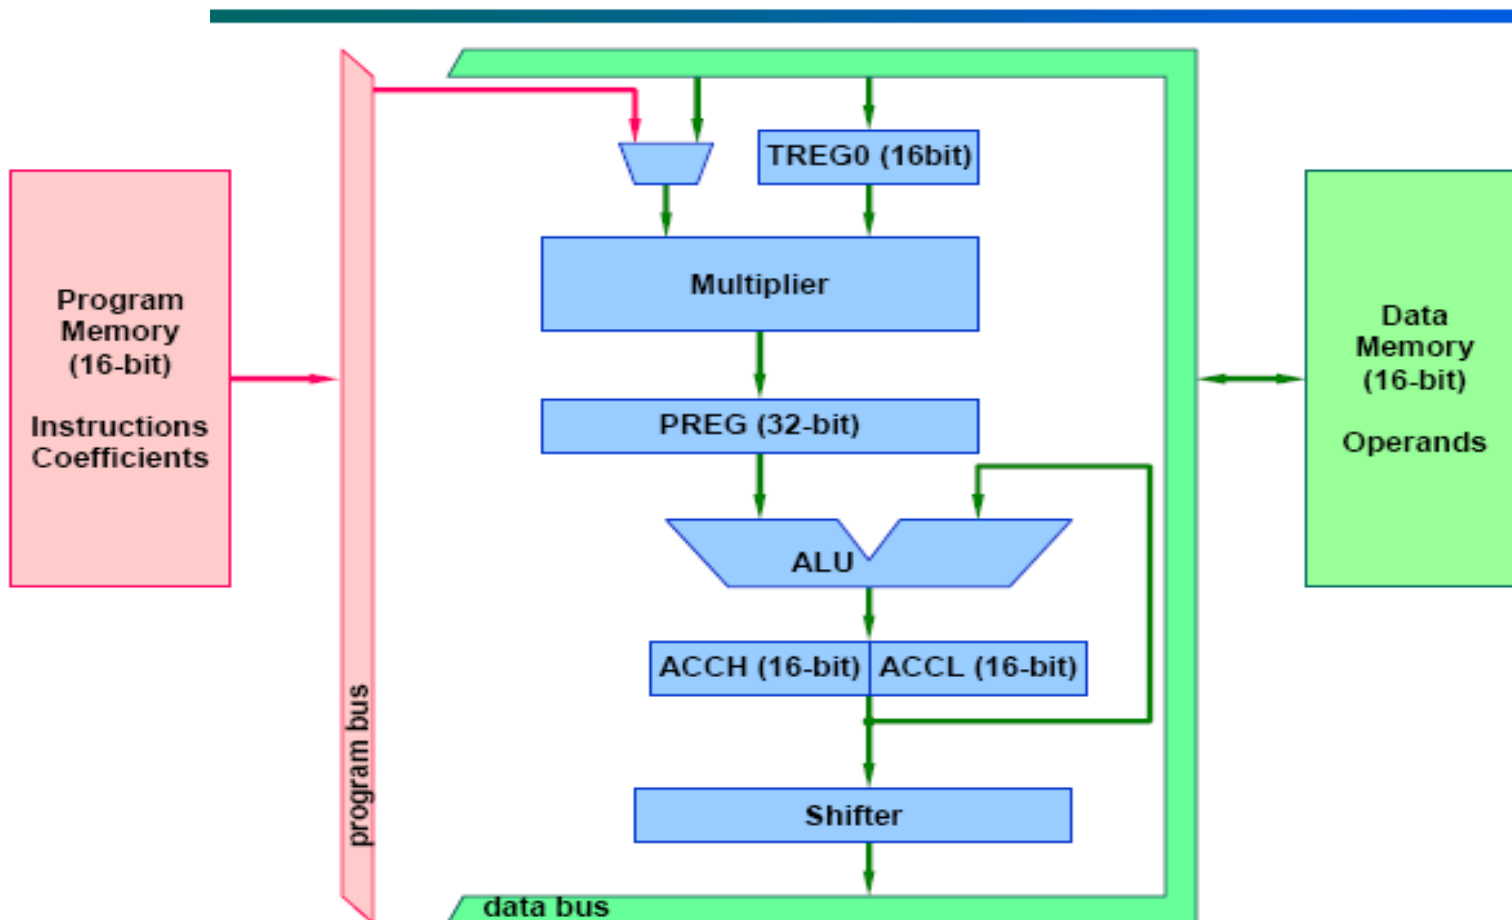 TREG0 (16bit)
Multiplier
Program
Memory
(16-bit)
Instructions
Coefficients
Data
Memory
(16-bit)
Operands
PREG (32-bit)
ALU
ACCH (16-bit)
ACCL (16-bit)
program bus
Shifter
data bus